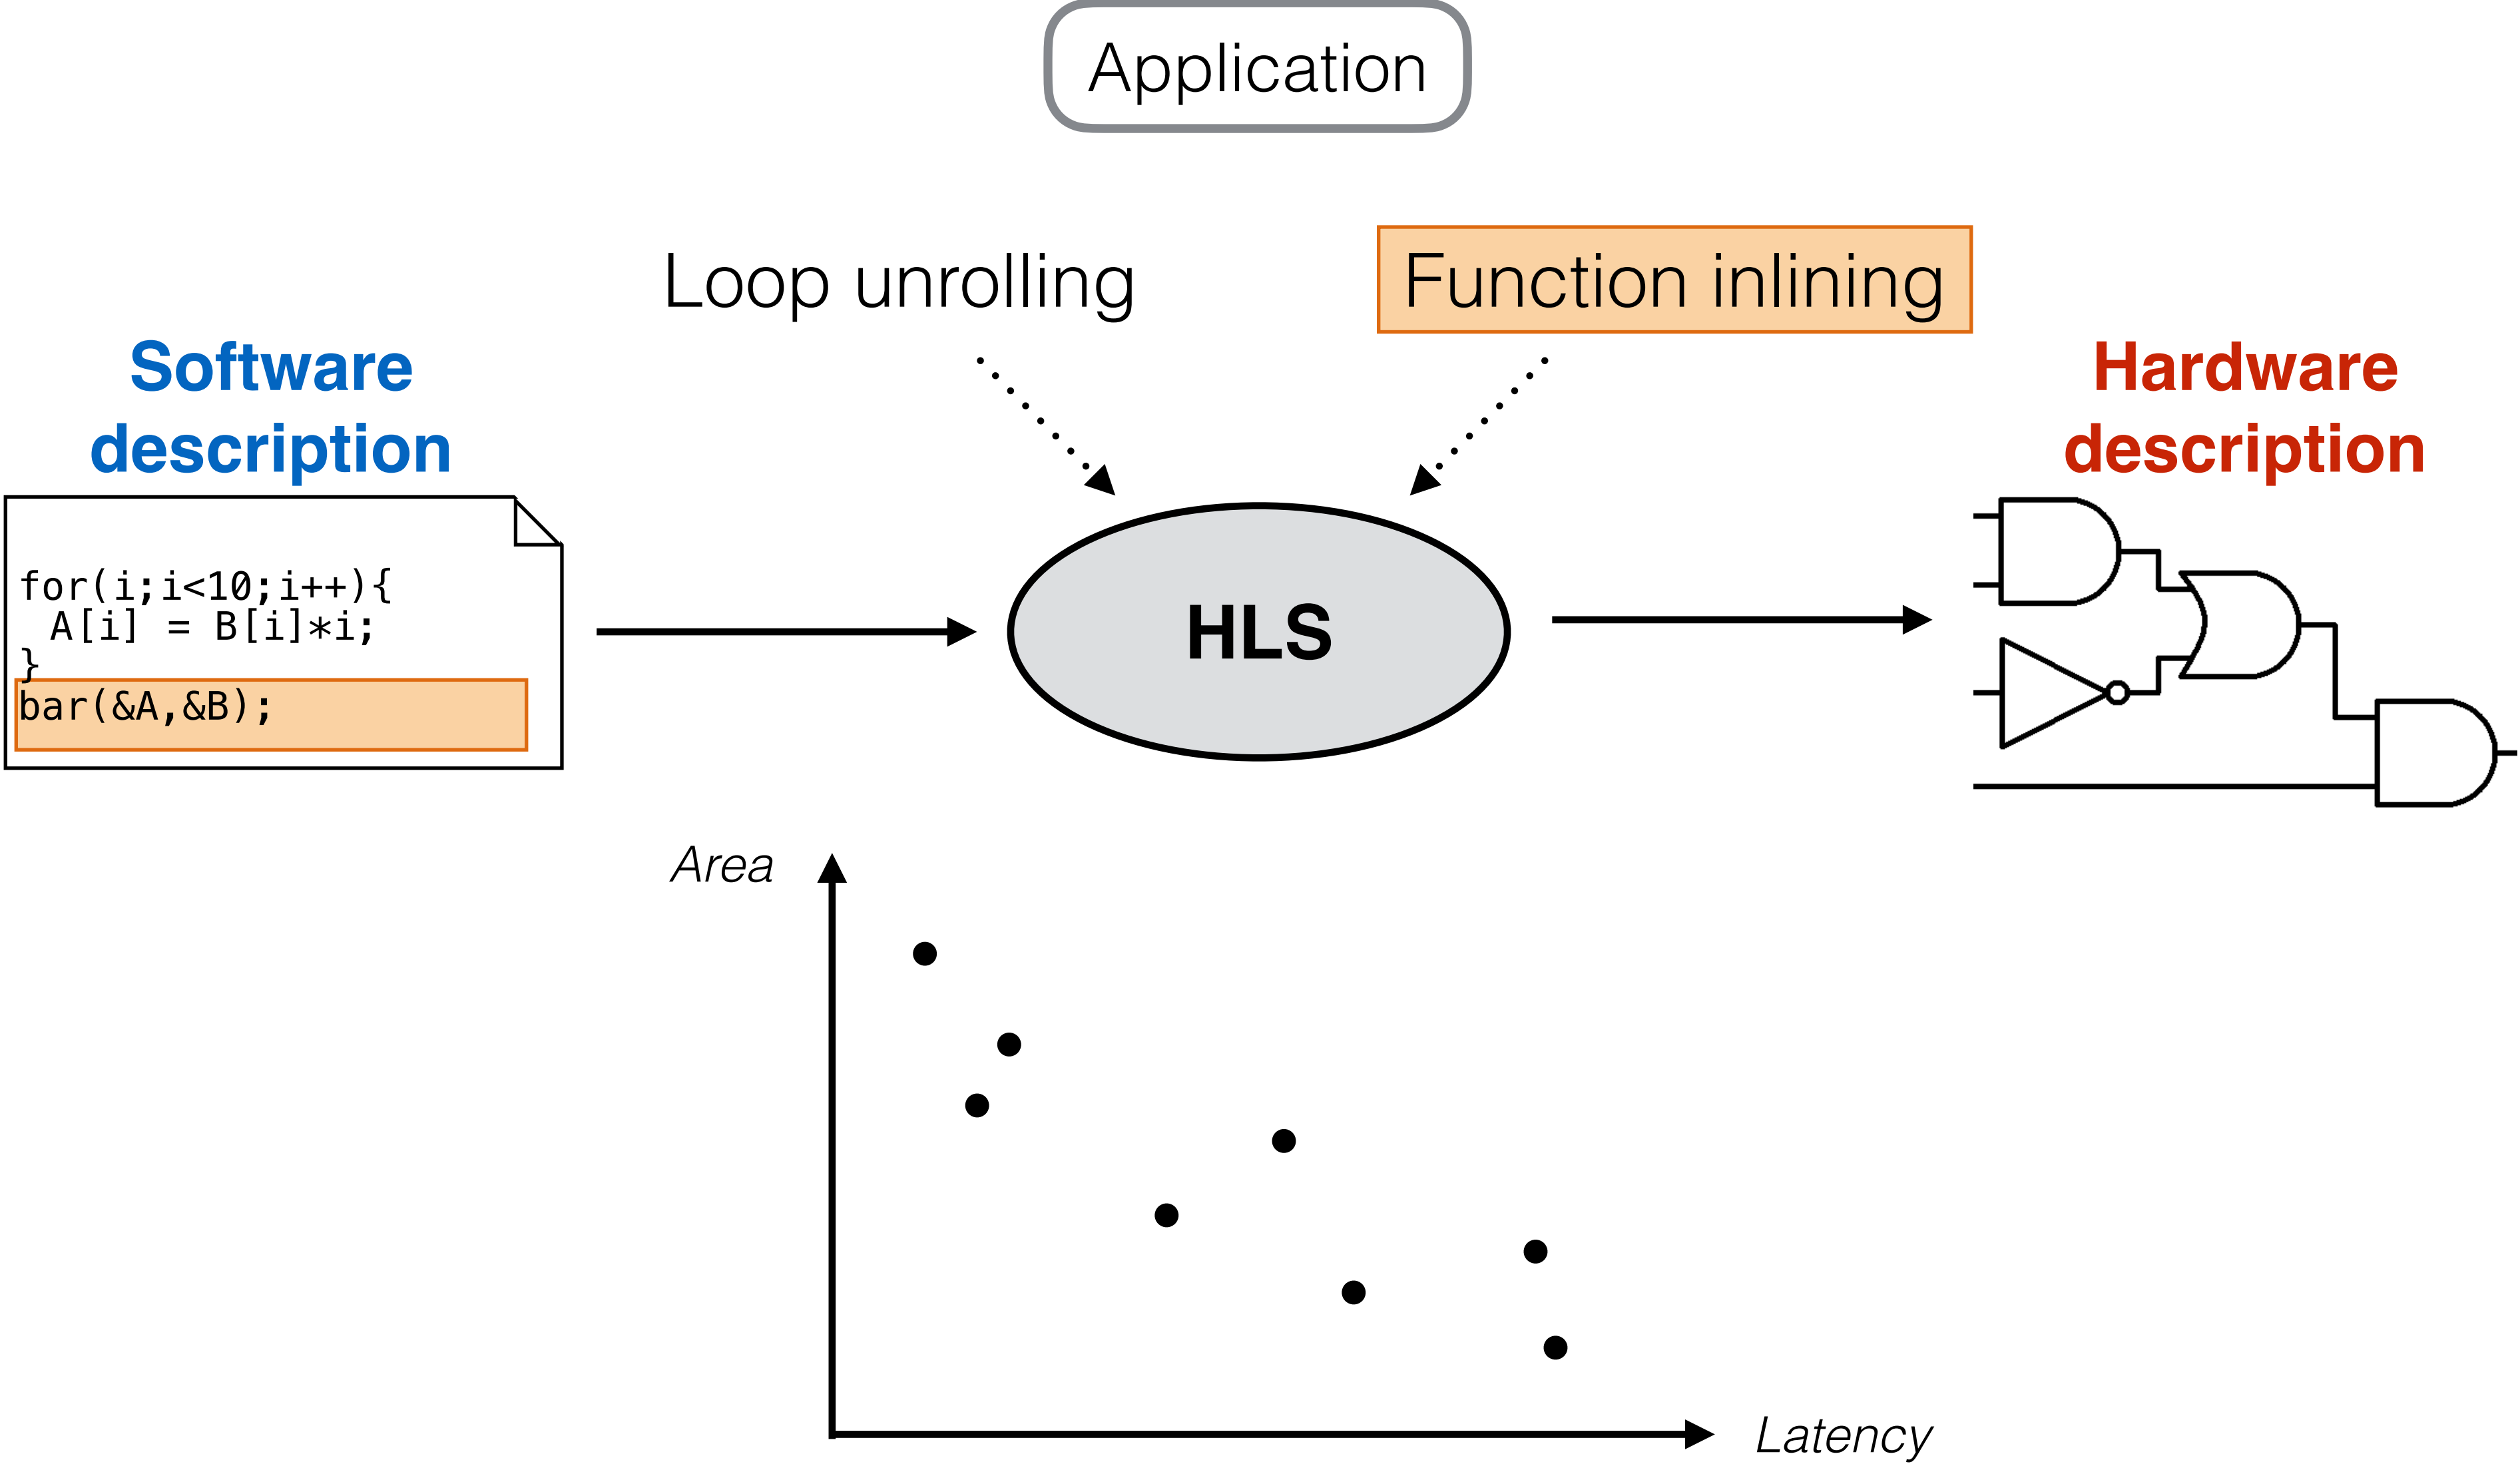 Application
Loop unrolling
Function inlining
Software
description
Hardware
description
for(i;i<10;i++){
A[i] = B[i]*i;
}
bar(&A,&B);
HLS
Area
Latency